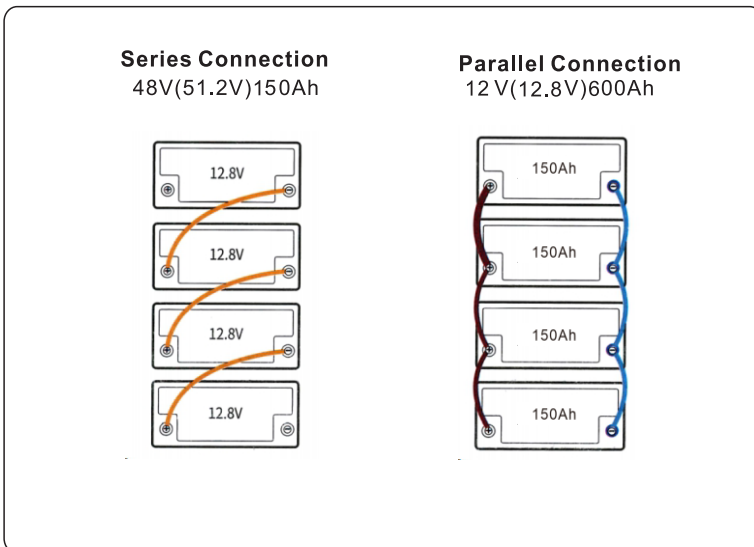 Series Connection
48V(51.2V)150Ah
12.8V
12.8V
12.8V
12.8V
Parallel Connection
12 V(12.8V)600Ah
150Ah
150Ah
150Ah
150Ah